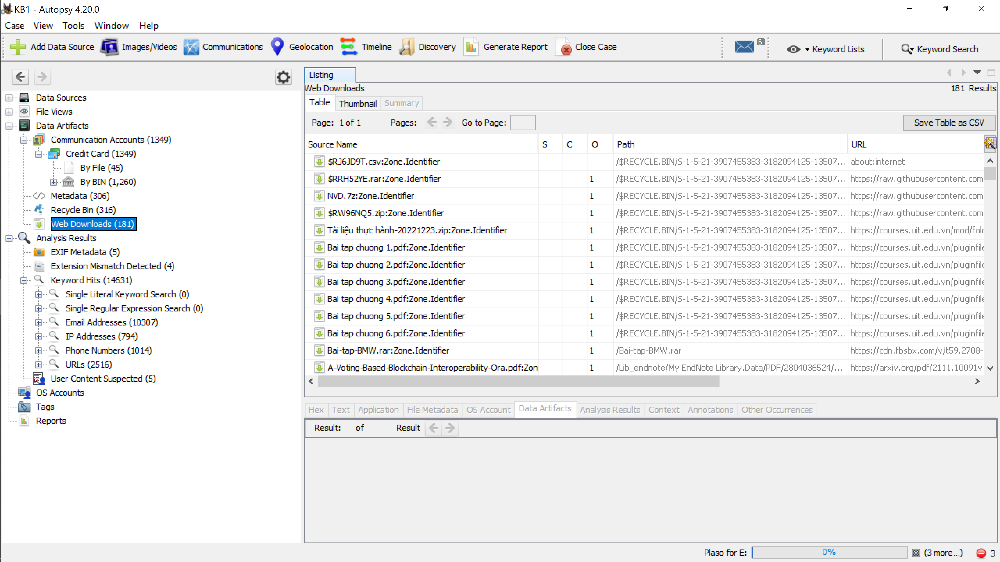 KB1 - Autopsy 4.20.0
Case View Tools Window Help
Add Data Source Images/Videos Communications Geolocation Timeline Discovery Generate Report Close Case 6 Keyword Lists Keyword Search
Data Sources
File Views
Data Artifacts
Communication Accounts (1349)
Credit Card (1349)
By File (45)
By BIN (1,260)
Metadata (306)
Recycle Bin (316)
Web Downloads (181)
Analysis Results
EXIF Metadata (5)
Extension Mismatch Detected (4)
Keyword Hits (14631)
Single Literal Keyword Search (0)
Single Regular Expression Search (0)
Email Addresses (10307)
IP Addresses (794)
Phone Numbers (1014)
URLs (2516)
User Content Suspected (5)
OS Accounts
Tags
Reports
Listing
Web Downloads 181 Results
Table Thumbnail Summary
Page: 1 of 1 Pages: Go to Page: Save Table as CSV
Source Name S C O Path URL
$RJ6JD9T.csv:Zone.Identifier /$RECYCLE.BIN/S-1-5-21-3907455383-3182094125-13507... about:internet
$RRH52YE.rar:Zone.Identifier 1 /$RECYCLE.BIN/S-1-5-21-3907455383-3182094125-13507... https://raw.githubusercontent.com
NVD.7z:Zone.Identifier 1 /$RECYCLE.BIN/S-1-5-21-3907455383-3182094125-13507... https://raw.githubusercontent.com
$RW96NQ5.zip:Zone.Identifier 1 /$RECYCLE.BIN/S-1-5-21-3907455383-3182094125-13507... https://raw.githubusercontent.com
Tài liệu thực hành-20221223.zip:Zone.Identifier 1 /$RECYCLE.BIN/S-1-5-21-3907455383-3182094125-13507... https://courses.uit.edu.vn/mod/fold
Bai tap chuong 1.pdf:Zone.Identifier 1 /$RECYCLE.BIN/S-1-5-21-3907455383-3182094125-13507... https://courses.uit.edu.vn/pluginfile
Bai tap chuong 2.pdf:Zone.Identifier 1 /$RECYCLE.BIN/S-1-5-21-3907455383-3182094125-13507... https://courses.uit.edu.vn/pluginfile
Bai tap chuong 3.pdf:Zone.Identifier 1 /$RECYCLE.BIN/S-1-5-21-3907455383-3182094125-13507... https://courses.uit.edu.vn/pluginfile
Bai tap chuong 4.pdf:Zone.Identifier 1 /$RECYCLE.BIN/S-1-5-21-3907455383-3182094125-13507... https://courses.uit.edu.vn/pluginfile
Bai tap chuong 5.pdf:Zone.Identifier 1 /$RECYCLE.BIN/S-1-5-21-3907455383-3182094125-13507... https://courses.uit.edu.vn/pluginfile
Bai tap chuong 6.pdf:Zone.Identifier 1 /$RECYCLE.BIN/S-1-5-21-3907455383-3182094125-13507... https://courses.uit.edu.vn/pluginfile
Bai-tap-BMW.rar:Zone.Identifier 1 /Bai-tap-BMW.rar https://cdn.fbsbx.com/v/t59.2708-
A-Voting-Based-Blockchain-Interoperability-Ora.pdf:Zon 1 /Lib_endnote/My EndNote Library.Data/PDF/2804036524/... https://arxiv.org/pdf/2111.10091v
Hex Text Application File Metadata OS Account Data Artifacts Analysis Results Context Annotations Other Occurrences
Result: of Result
Plaso for E: 0% (3 more...) 3